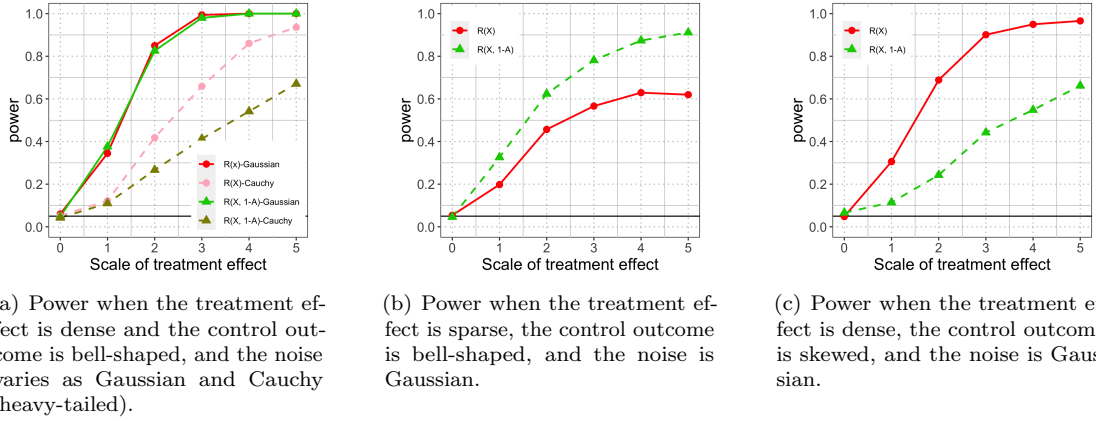 1.0
0.8
0.6
0.4
0.2
0.0
power
0 1 2 3 4 5
Scale of treatment effect
R(x)-Gaussian
R(X)-Cauchy
R(X, 1-A)-Gaussian
R(X, 1-A)-Cauchy
a) Power when the treatment ef-
fect is dense and the control out-
come is bell-shaped, and the noise
varies as Gaussian and Cauchy
heavy-tailed).
1.0
0.8
0.6
0.4
0.2
0.0
power
0 1 2 3 4 5
Scale of treatment effect
R(X)
R(X, 1-A)
(b) Power when the treatment ef-
fect is sparse, the control outcome
is bell-shaped, and the noise is
Gaussian.
1.0
0.8
0.6
0.4
0.2
0.0
power
0 1 2 3 4 5
Scale of treatment effect
R(X)
R(X, 1-A)
(c) Power when the treatment e
fect is dense, the control outcom
is skewed, and the noise is Gaus
sian.